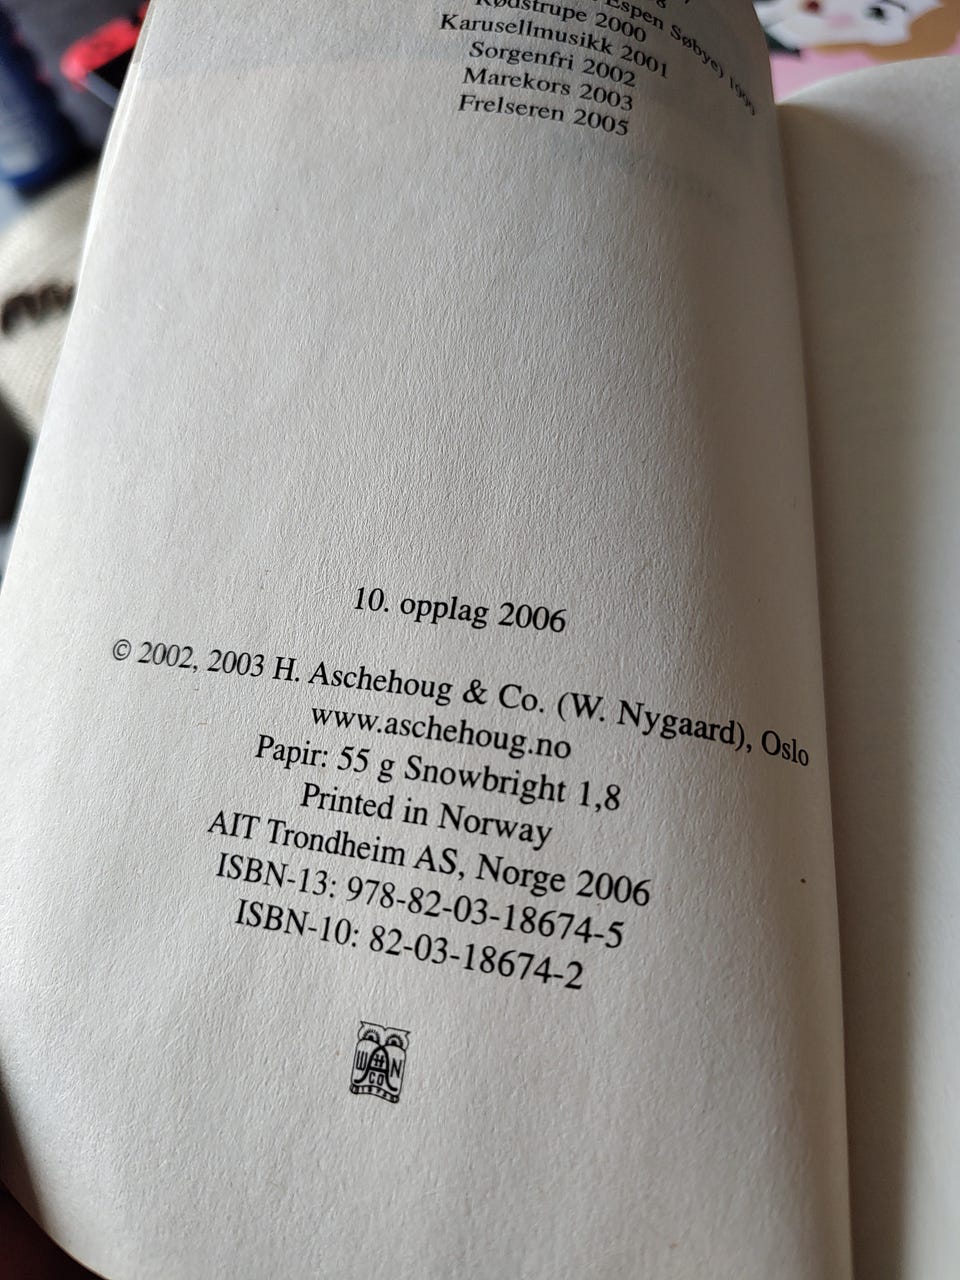 Espen Søbye)
Rødstrupe 2000
Karusellmusikk 2001
Sorgenfri 2002
Marekors 2003
Frelseren 2005
10. opplag 2006
© 2002, 2003 H. Aschehoug & Co. (W. Nygaard), Oslo
www.aschehoug.no
Papir: 55 g Snowbright 1,8
Printed in Norway
AIT Trondheim AS, Norge 2006
ISBN-13: 978-82-03-18674-5
ISBN-10: 82-03-18674-2
W H N
CO